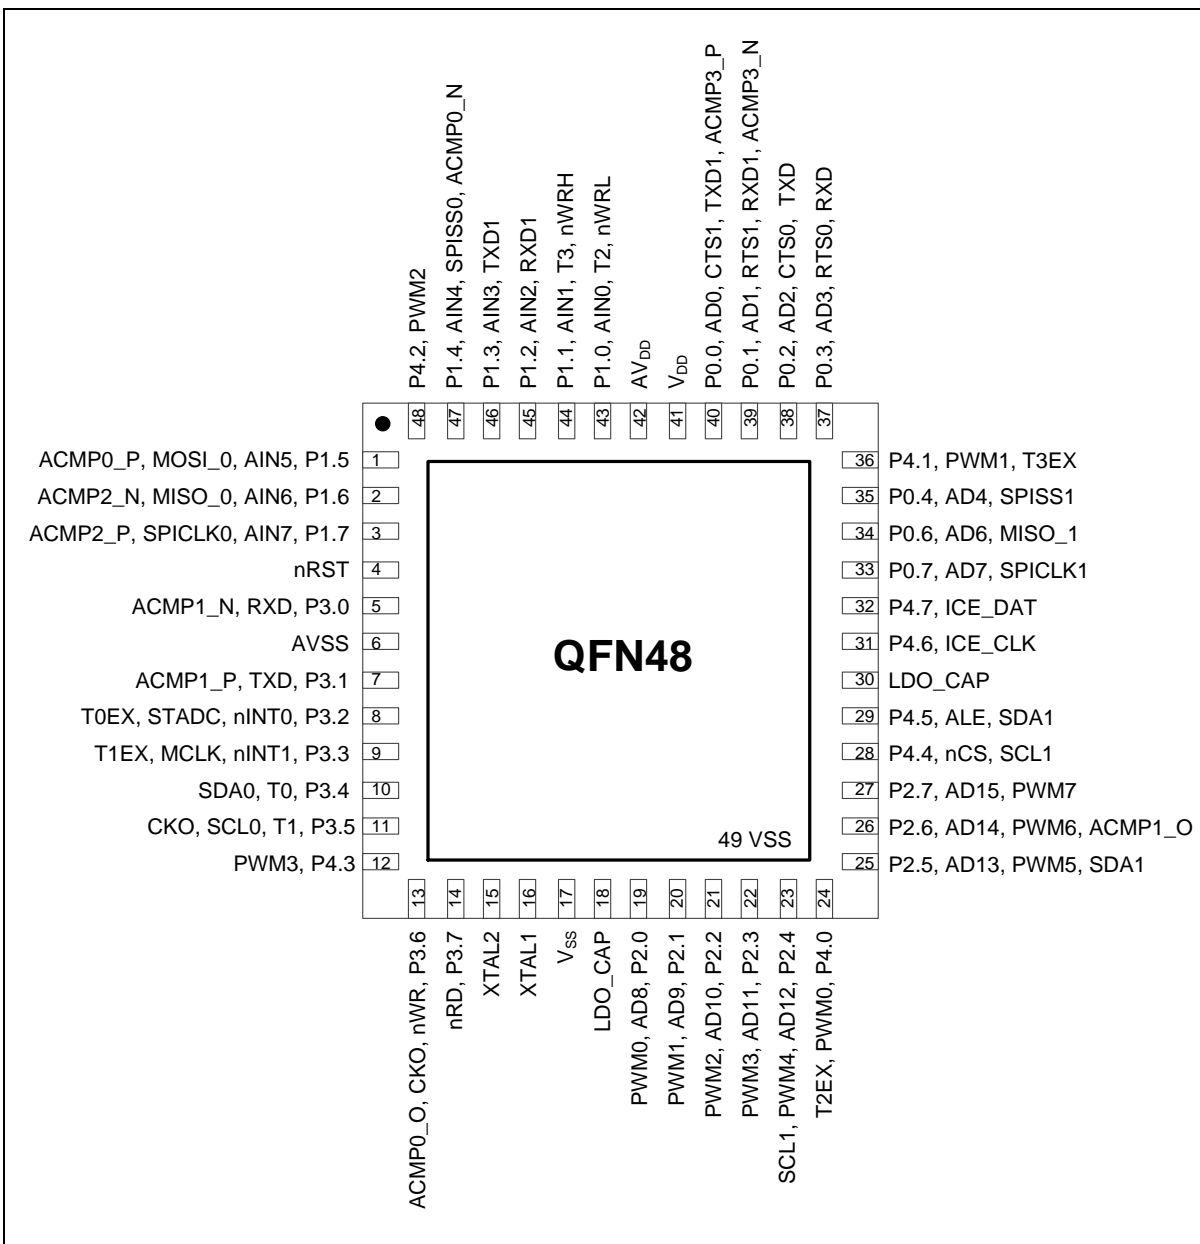 P4.2, PWM2
P1.4, AIN4, SPISS0, ACMP0_N
P1.3, AIN3, TXD1
P1.2, AIN2, RXD1
P1.1, AIN1, T3, nWRH
P1.0, AIN0, T2, nWRL
AVDD
VDD
P0.0, AD0, CTS1, TXD1, ACMP3_P
P0.1, AD1, RTS1, RXD1, ACMP3_N
P0.2, AD2, CTS0, TXD
P0.3, AD3, RTS0, RXD
48
47
46
45
44
43
42
41
40
39
38
37
ACMP0_P, MOSI_0, AIN5, P1.5 1
ACMP2_N, MISO_0, AIN6, P1.6 2
ACMP2_P, SPICLK0, AIN7, P1.7 3
nRST 4
ACMP1_N, RXD, P3.0 5
AVSS 6
ACMP1_P, TXD, P3.1 7
T0EX, STADC, nINT0, P3.2 8
T1EX, MCLK, nINT1, P3.3 9
SDA0, T0, P3.4 10
CKO, SCL0, T1, P3.5 11
PWM3, P4.3 12
QFN48
49 VSS
36 P4.1, PWM1, T3EX
35 P0.4, AD4, SPISS1
34 P0.6, AD6, MISO_1
33 P0.7, AD7, SPICLK1
32 P4.7, ICE_DAT
31 P4.6, ICE_CLK
30 LDO_CAP
29 P4.5, ALE, SDA1
28 P4.4, nCS, SCL1
27 P2.7, AD15, PWM7
26 P2.6, AD14, PWM6, ACMP1_O
25 P2.5, AD13, PWM5, SDA1
13
14
15
16
17
18
19
20
21
22
23
24
ACMP0_O, CKO, nWR, P3.6
nRD, P3.7
XTAL2
XTAL1
VSS
LDO_CAP
PWM0, AD8, P2.0
PWM1, AD9, P2.1
PWM2, AD10, P2.2
PWM3, AD11, P2.3
SCL1, PWM4, AD12, P2.4
T2EX, PWM0, P4.0